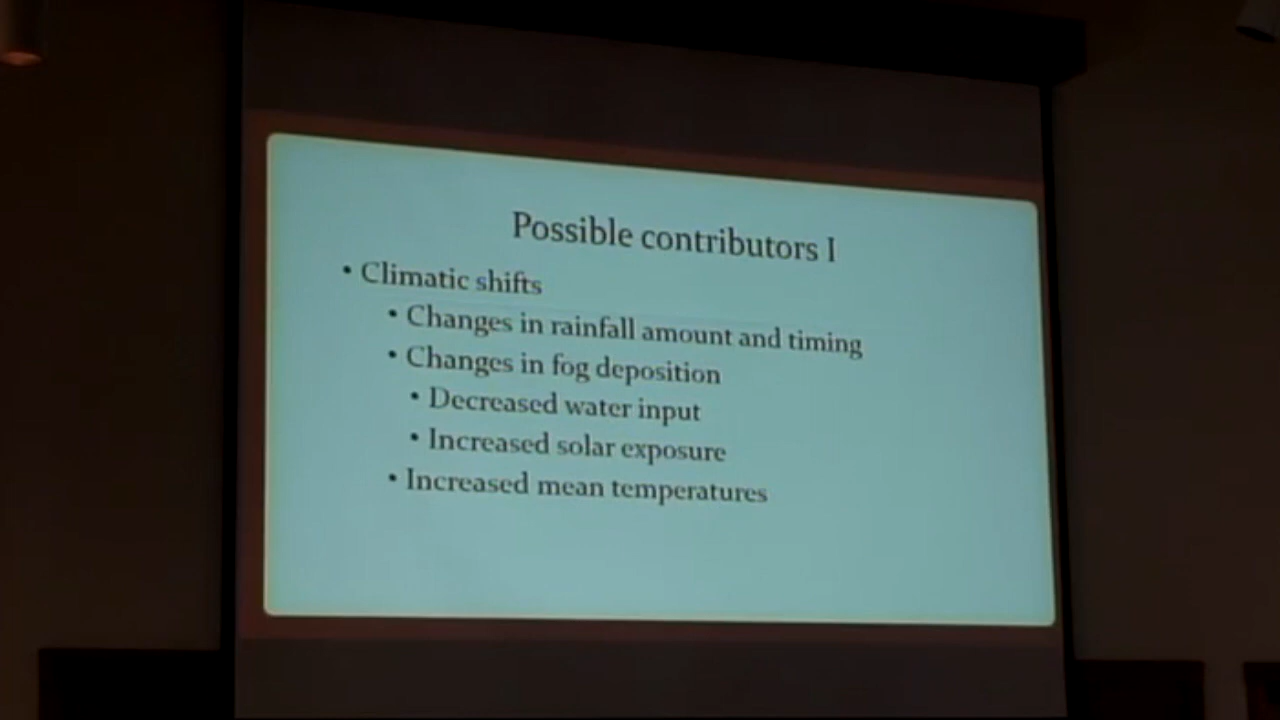 Possible contributors I
• Climatic shifts
• Changes in rainfall amount and timing
• Changes in fog deposition
• Decreased water input
• Increased solar exposure
• Increased mean temperatures